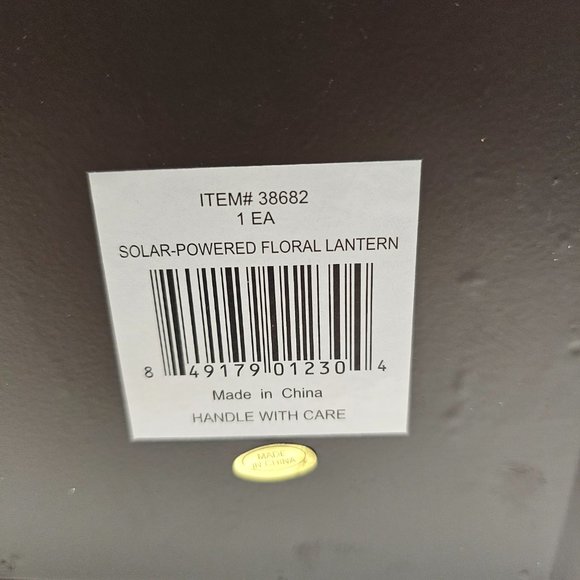 ITEM# 38682
1 EA
SOLAR-POWERED FLORAL LANTERN
8 49179 01230 4
Made in China
HANDLE WITH CARE
MADE
IN CHINA